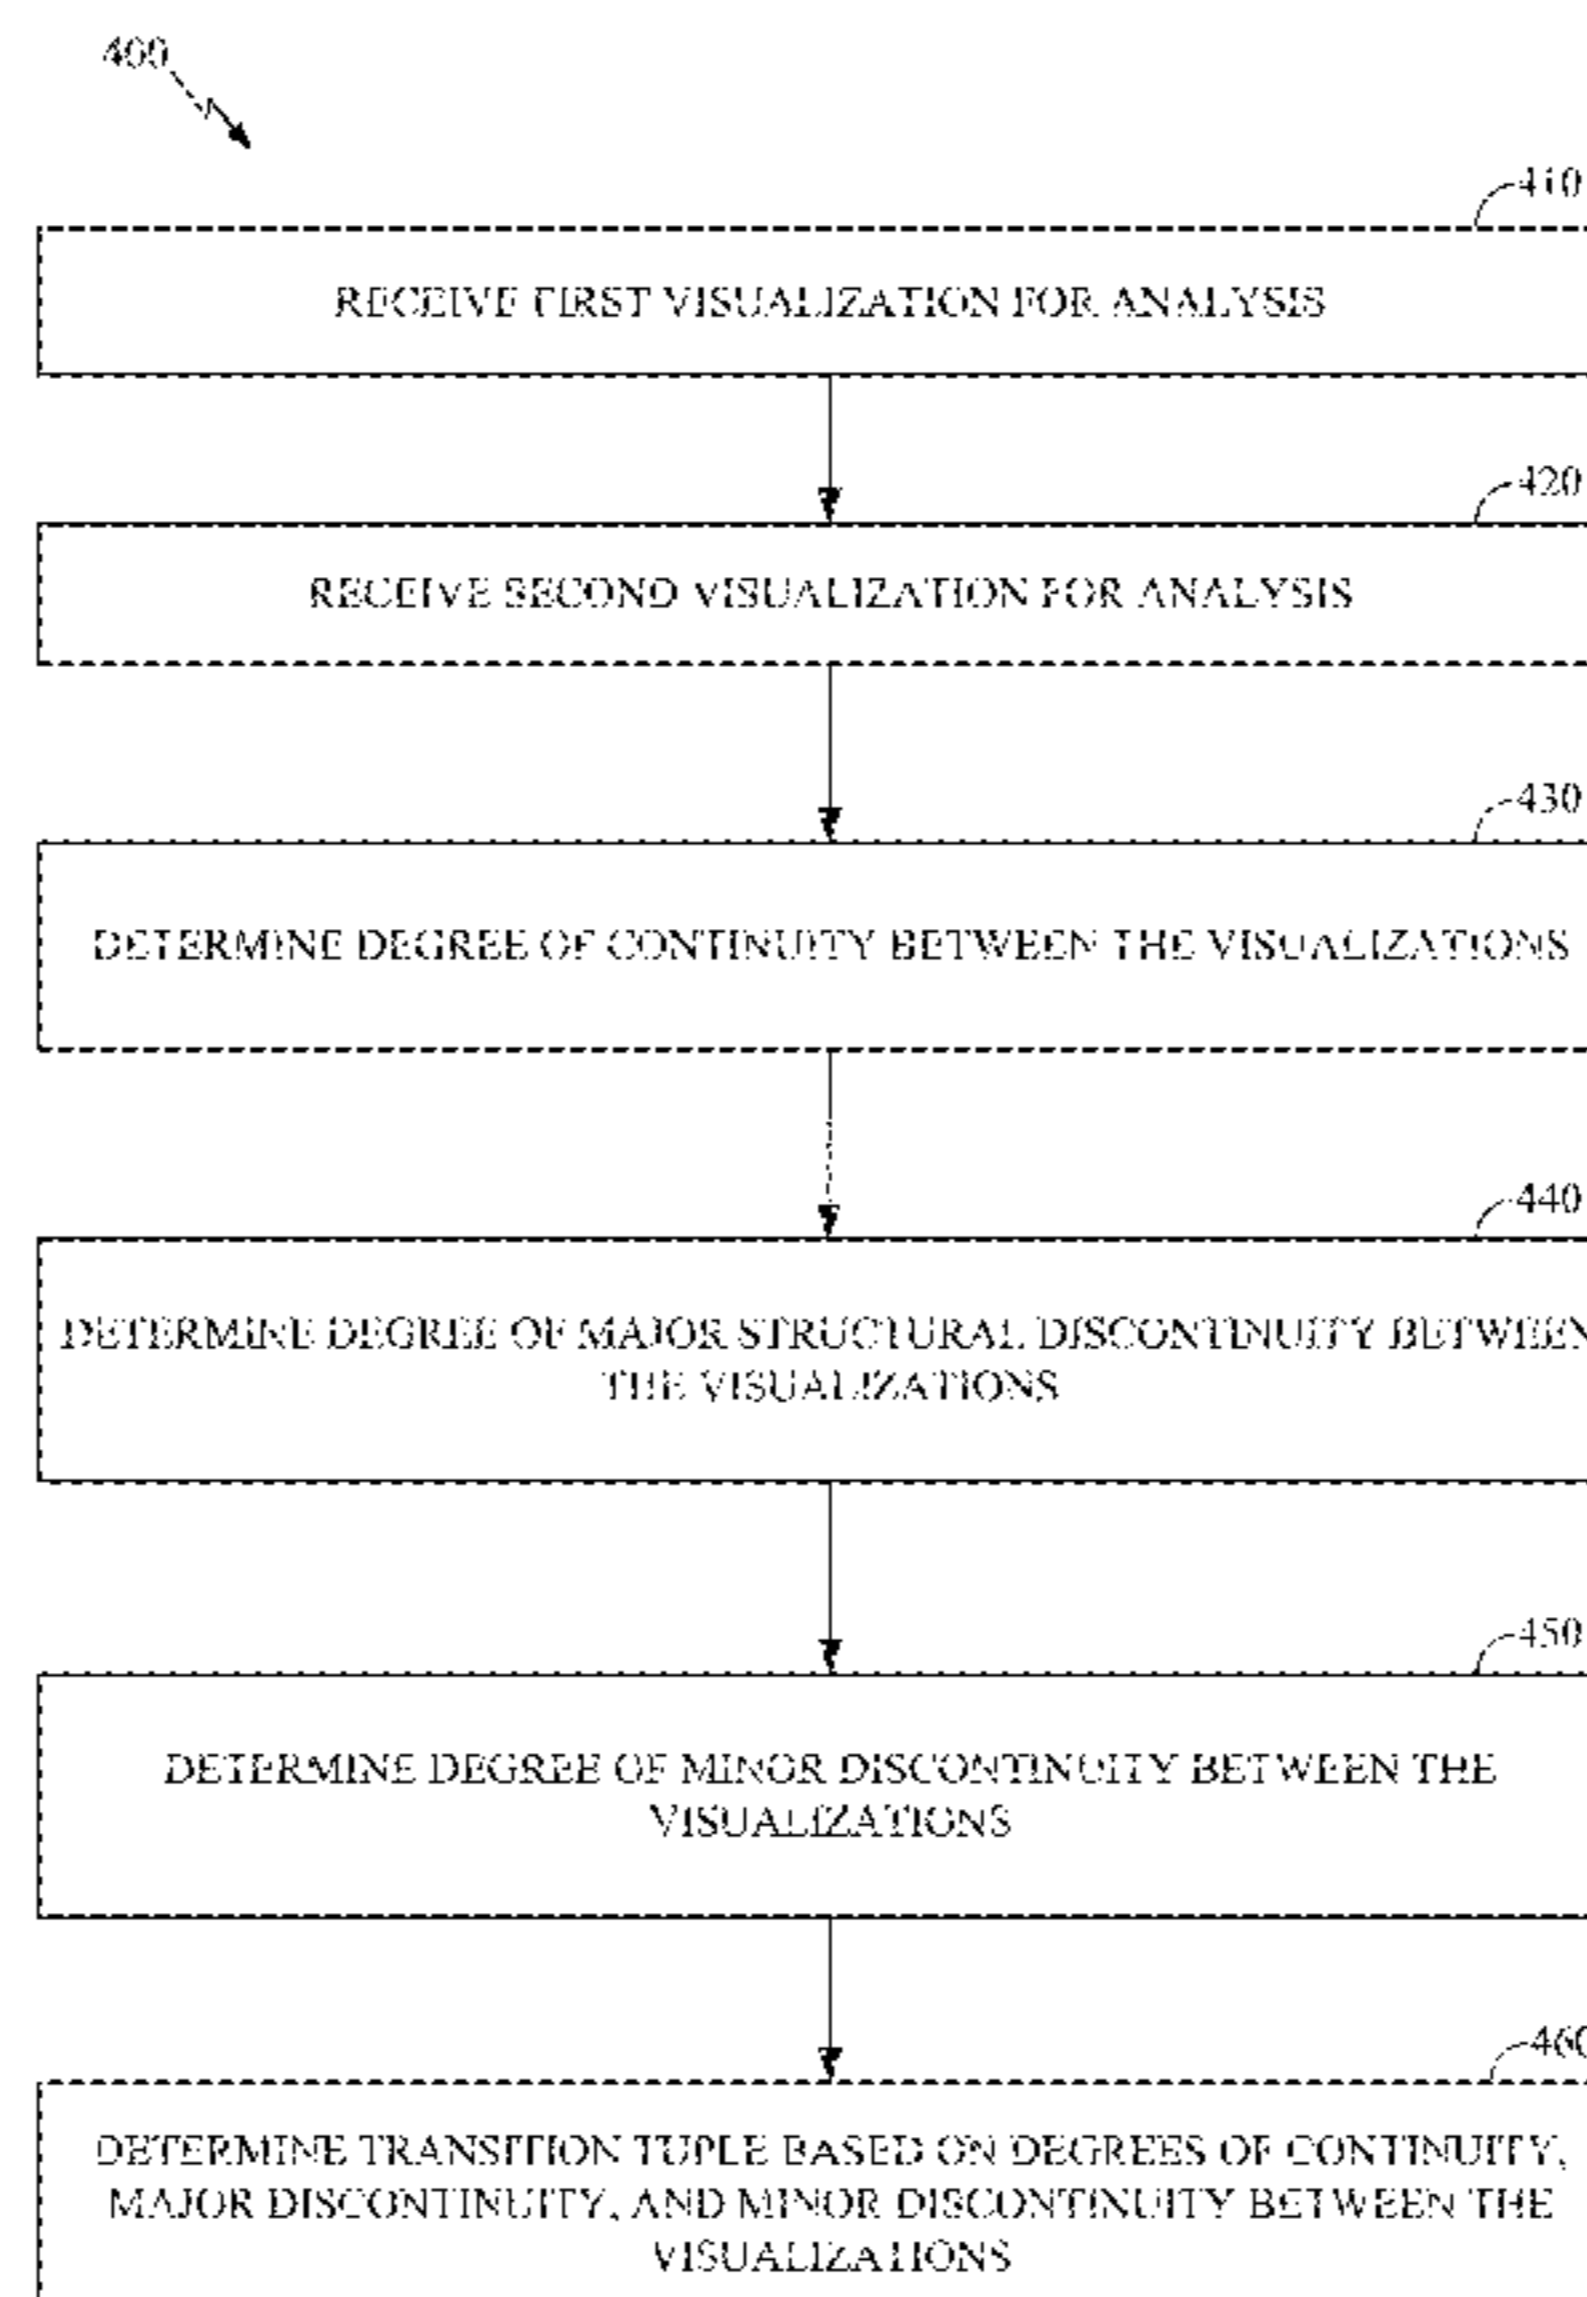 400
410
RECEIVE FIRST VISUALIZATION FOR ANALYSIS
420
RECEIVE SECOND VISUALIZATION FOR ANALYSIS
430
DETERMINE DEGREE OF CONTINUITY BETWEEN THE VISUALIZATIONS
440
DETERMINE DEGREE OF MAJOR STRUCTURAL DISCONTINUITY BETWEEN
THE VISUALIZATIONS
450
DETERMINE DEGREE OF MINOR DISCONTINUITY BETWEEN THE
VISUALIZATIONS
460
DETERMINE TRANSITION TUPLE BASED ON DEGREES OF CONTINUITY,
MAJOR DISCONTINUITY, AND MINOR DISCONTINUITY BETWEEN THE
VISUALIZATIONS